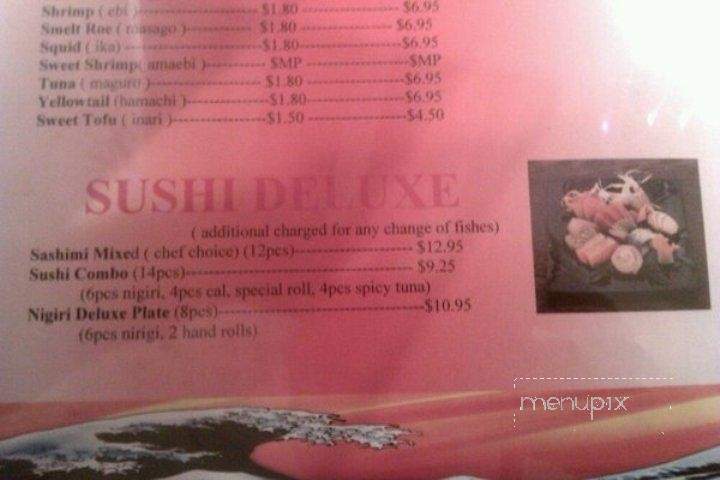 Shrimp ( ebi )---------------- $1.80 ---------------- $6.95
Smelt Roe ( masago )----------- $1.80 ---------------- $6.95
Squid ( ika)--------------------$1.80------------------$6.95
Sweet Shrimp( amaebi )--------- $MP ----------------$MP
Tuna ( maguro )---------------- $1.80 ----------------$6.95
Yellowtail (hamachi )-------------$1.80----------------$6.95
Sweet Tofu ( inari )---------------$1.50 ----------------$4.50
SUSHI DELUXE
( additional charged for any change of fishes)
Sashimi Mixed ( chef choice) (12pcs)-------------------- $12.95
Sushi Combo (14pcs)-------------------------------------- $9.25
(6pcs nigiri, 4pcs cal, special roll, 4pcs spicy tuna)
Nigiri Deluxe Plate (8pcs)-----------------------------------$10.95
(6pcs nirigi, 2 hand rolls)
menupix